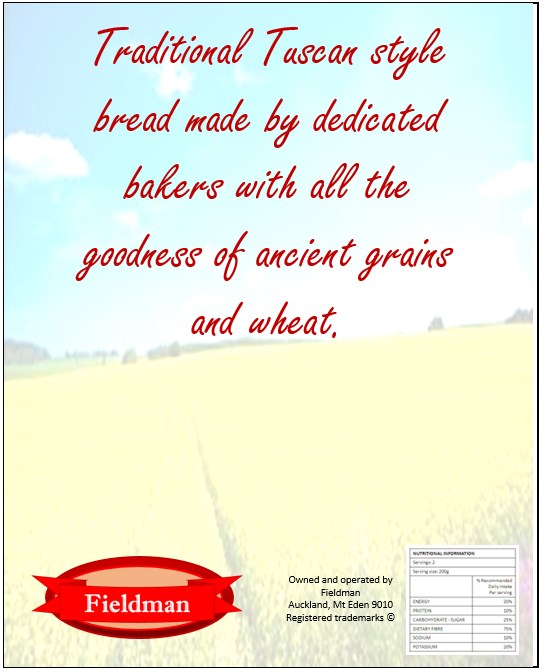 Traditional Tuscan style
bread made by dedicated
bakers with all the
goodness of ancient grains
and wheat.
Fieldman
Owned and operated by
Fieldman
Auckland, Mt Eden 9010
Registered trademarks ©
NUTRITIONAL INFORMATION
Servings: 2
Serving size: 200g
% Recommended
Daily intake
Per serving
ENERGY 20%
PROTEIN 10%
CARBOHYDRATE - SUGAR 25%
DIETARY FIBRE 75%
SODIUM 10%
POTASSIUM 20%